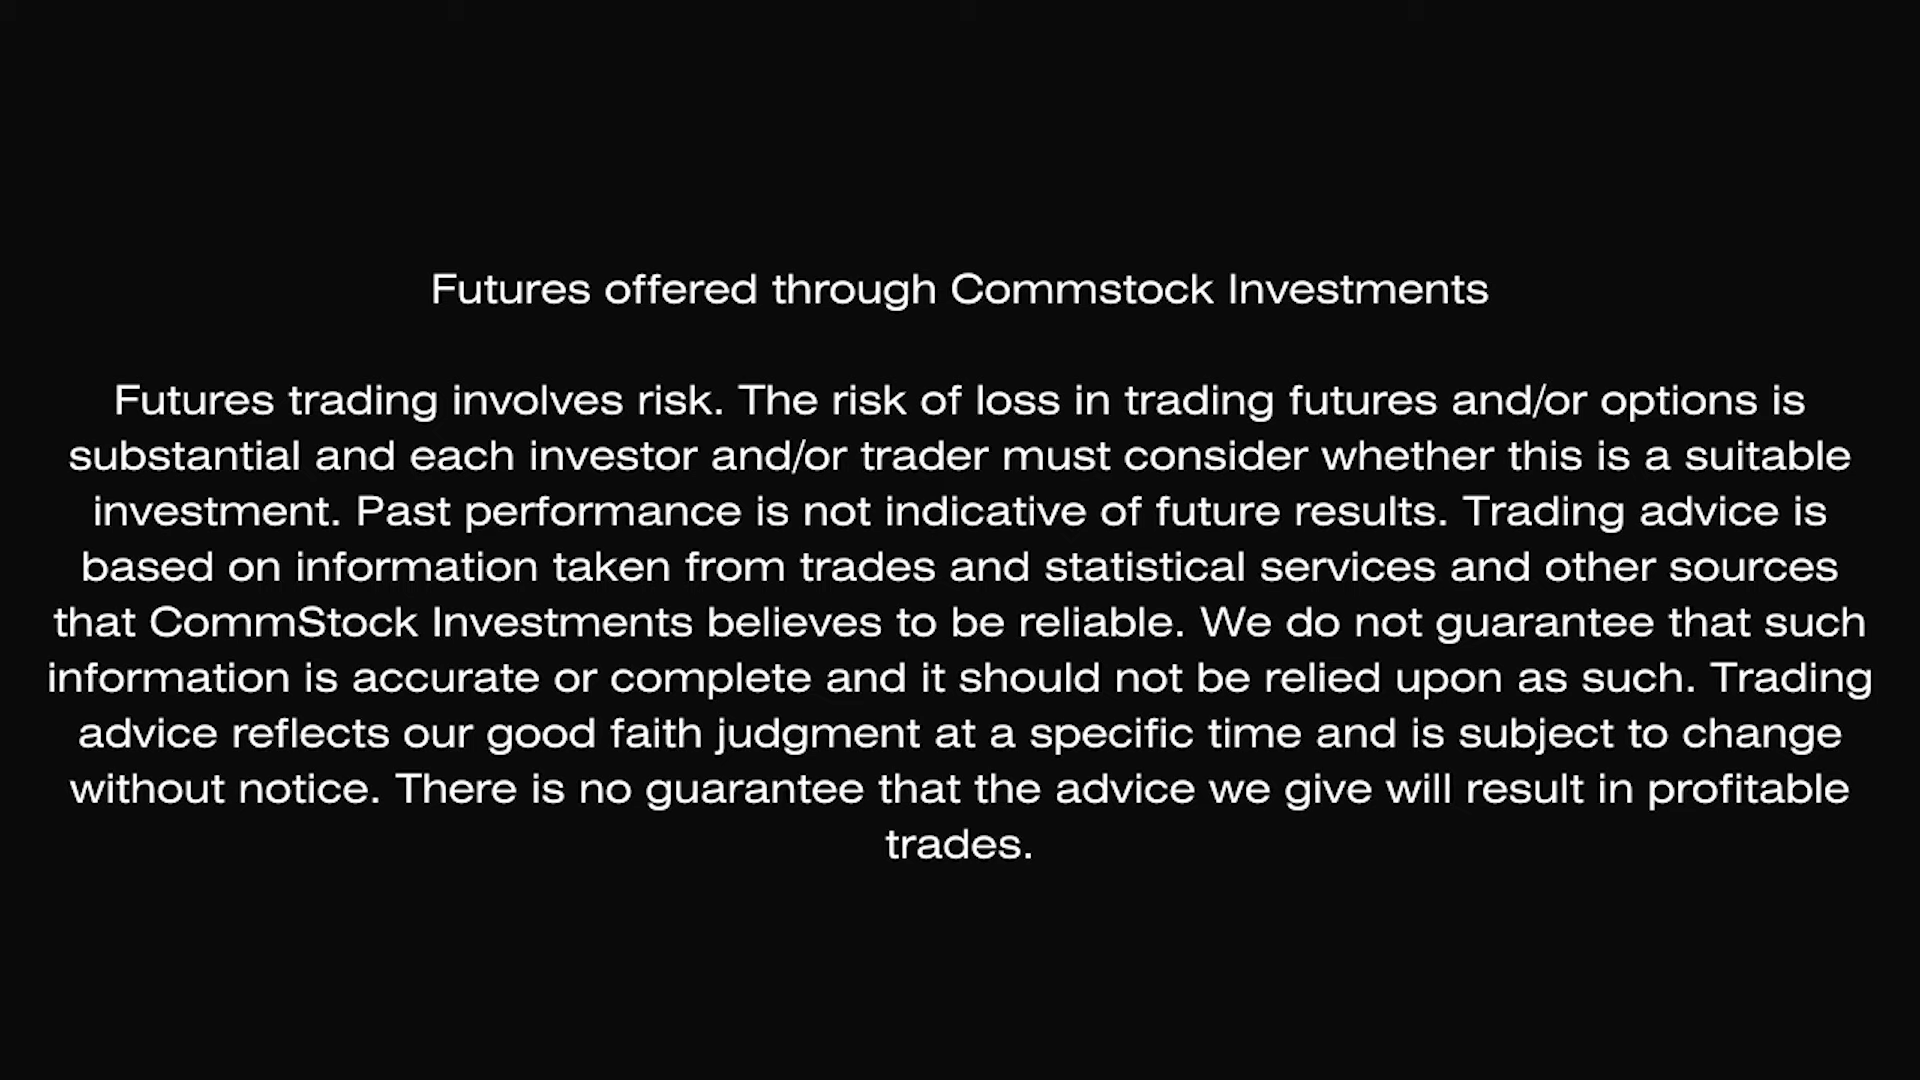 Futures offered through Commstock Investments
Futures trading involves risk. The risk of loss in trading futures and/or options is
substantial and each investor and/or trader must consider whether this is a suitable
investment. Past performance is not indicative of future results. Trading advice is
based on information taken from trades and statistical services and other sources
that CommStock Investments believes to be reliable. We do not guarantee that such
information is accurate or complete and it should not be relied upon as such. Trading
advice reflects our good faith judgment at a specific time and is subject to change
without notice. There is no guarantee that the advice we give will result in profitable
trades.